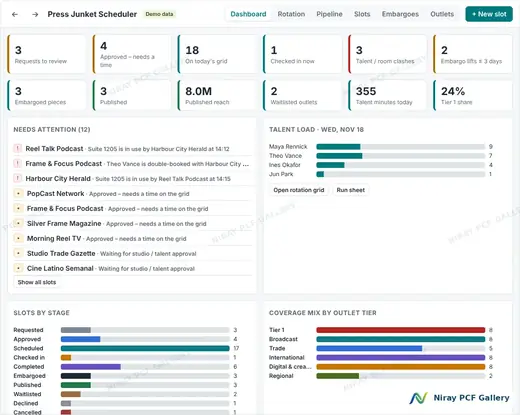 Press Junket Scheduler
Demo data
Dashboard
Rotation
Pipeline
Slots
Embargoes
Outlets
+ New slot
3
Requests to review
4
Approved – needs a
time
18
On today's grid
1
Checked in now
3
Talent / room clashes
2
Embargo lifts ≤ 3 days
3
Embargoed pieces
3
Published
8.0M
Published reach
2
Waitlisted outlets
355
Talent minutes today
24%
Tier 1 share
NEEDS ATTENTION (12)
! Reel Talk Podcast · Suite 1205 is in use by Harbour City Herald at 14:12
! Frame & Focus Podcast · Theo Vance is double-booked with Harbour City ...
! Harbour City Herald · Suite 1205 is in use by Reel Talk Podcast at 14:15
• PopCast Network · Approved – needs a time on the grid
• Frame & Focus Podcast · Approved – needs a time on the grid
• Silver Frame Magazine · Approved – needs a time on the grid
• Morning Reel TV · Approved – needs a time on the grid
• Studio Trade Gazette · Waiting for studio / talent approval
• Cine Latino Semanal · Waiting for studio / talent approval
Show all slots
TALENT LOAD · WED, NOV 18
Maya Rennick 9
Theo Vance 7
Ines Okafor 4
Jun Park 1
Open rotation grid
Run sheet
SLOTS BY STAGE
Requested 3
Approved 4
Scheduled 17
Checked in 1
Completed 6
Embargoed 3
Published 3
Waitlisted 2
Declined 1
Cancelled 1
COVERAGE MIX BY OUTLET TIER
Tier 1 8
Broadcast 8
Trade 5
International 8
Digital & crea... 8
Regional 2
Niray PCF Gallery